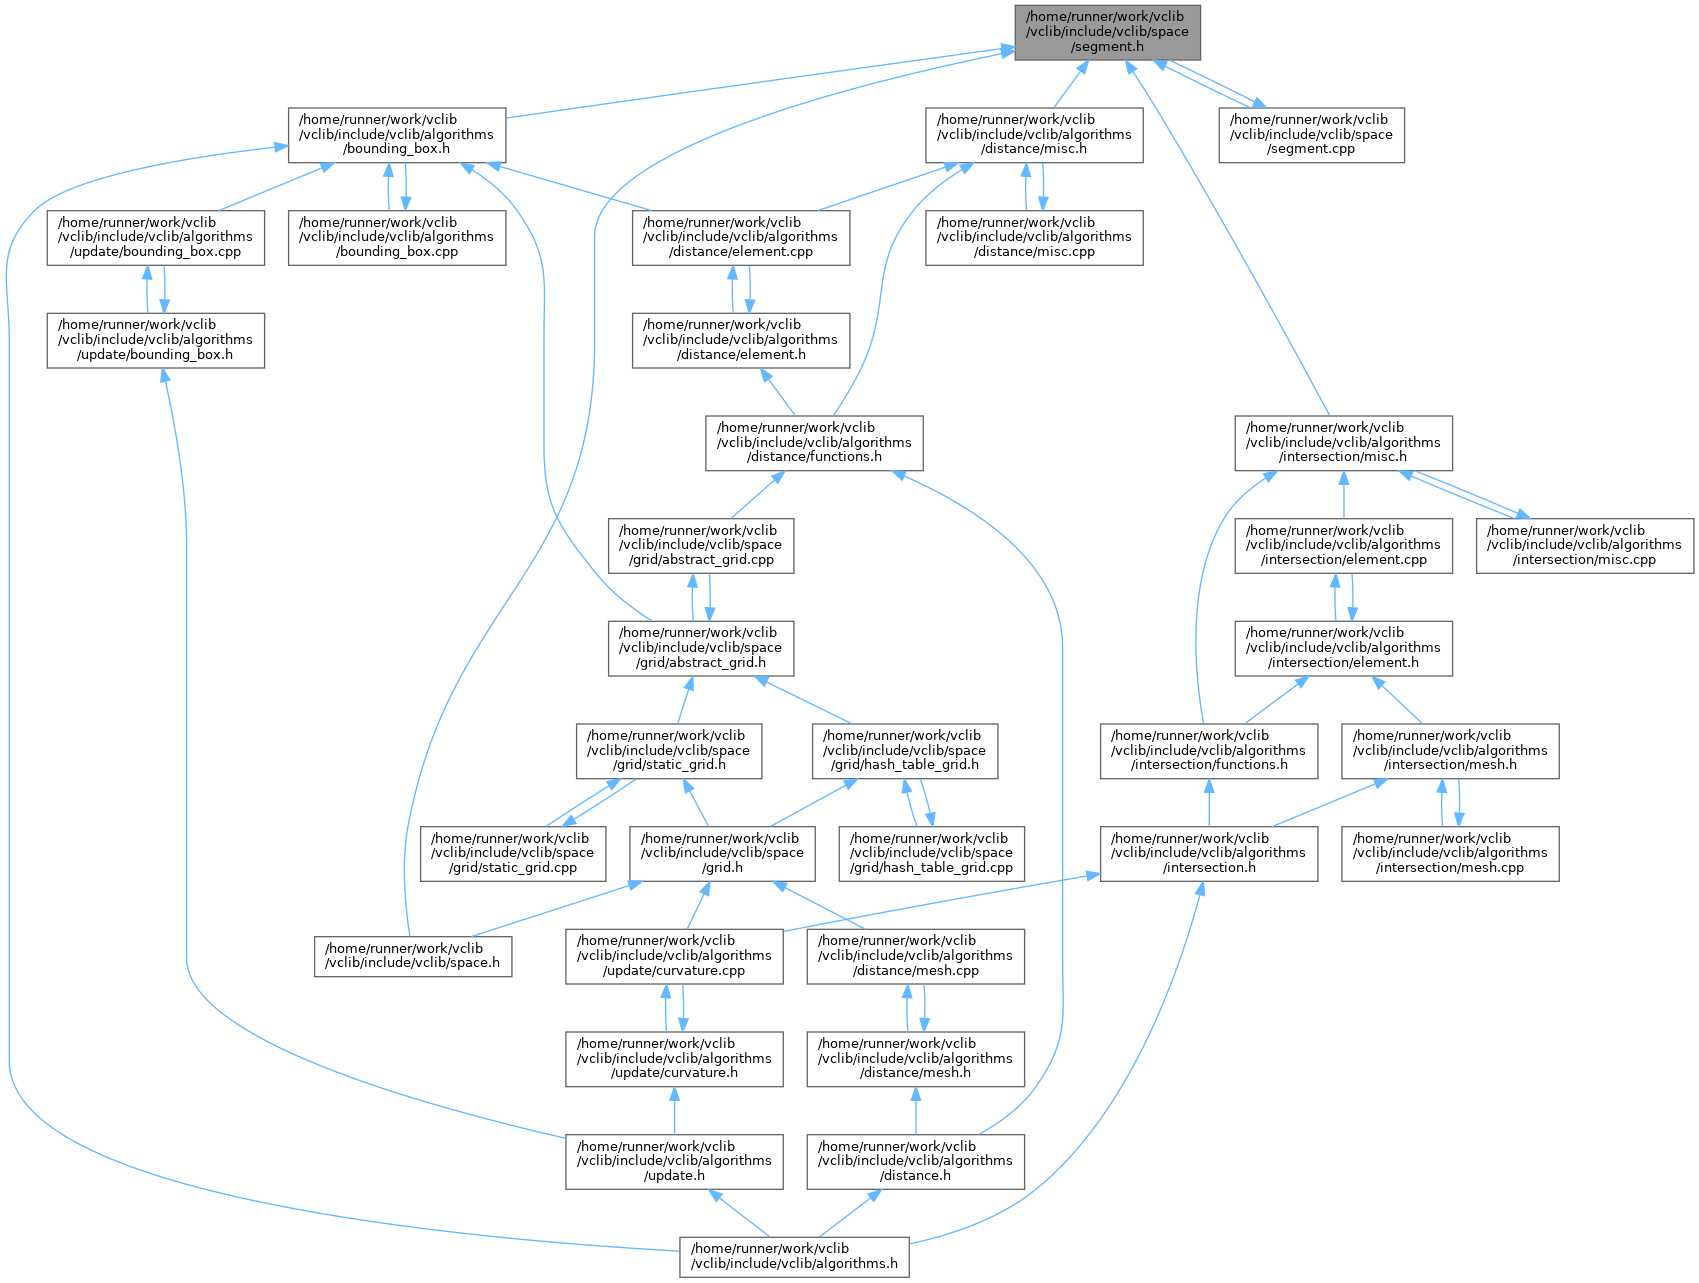 /home/runner/work/vclib
/vclib/include/vclib/space
/segment.h
/home/runner/work/vclib
/vclib/include/vclib/algorithms
/bounding_box.h
/home/runner/work/vclib
/vclib/include/vclib/algorithms
/distance/misc.h
/home/runner/work/vclib
/vclib/include/vclib/space
/segment.cpp
/home/runner/work/vclib
/vclib/include/vclib/algorithms
/update/bounding_box.cpp
/home/runner/work/vclib
/vclib/include/vclib/algorithms
/bounding_box.cpp
/home/runner/work/vclib
/vclib/include/vclib/algorithms
/distance/element.cpp
/home/runner/work/vclib
/vclib/include/vclib/algorithms
/distance/misc.cpp
/home/runner/work/vclib
/vclib/include/vclib/algorithms
/update/bounding_box.h
/home/runner/work/vclib
/vclib/include/vclib/algorithms
/distance/element.h
/home/runner/work/vclib
/vclib/include/vclib/algorithms
/distance/functions.h
/home/runner/work/vclib
/vclib/include/vclib/algorithms
/intersection/misc.h
/home/runner/work/vclib
/vclib/include/vclib/space
/grid/abstract_grid.cpp
/home/runner/work/vclib
/vclib/include/vclib/algorithms
/intersection/element.cpp
/home/runner/work/vclib
/vclib/include/vclib/algorithms
/intersection/misc.cpp
/home/runner/work/vclib
/vclib/include/vclib/space
/grid/abstract_grid.h
/home/runner/work/vclib
/vclib/include/vclib/algorithms
/intersection/element.h
/home/runner/work/vclib
/vclib/include/vclib/space
/grid/static_grid.h
/home/runner/work/vclib
/vclib/include/vclib/space
/grid/hash_table_grid.h
/home/runner/work/vclib
/vclib/include/vclib/algorithms
/intersection/functions.h
/home/runner/work/vclib
/vclib/include/vclib/algorithms
/intersection/mesh.h
/home/runner/work/vclib
/vclib/include/vclib/space
/grid/static_grid.cpp
/home/runner/work/vclib
/vclib/include/vclib/space
/grid.h
/home/runner/work/vclib
/vclib/include/vclib/space
/grid/hash_table_grid.cpp
/home/runner/work/vclib
/vclib/include/vclib/algorithms
/intersection.h
/home/runner/work/vclib
/vclib/include/vclib/algorithms
/intersection/mesh.cpp
/home/runner/work/vclib
/vclib/include/vclib/space.h
/home/runner/work/vclib
/vclib/include/vclib/algorithms
/update/curvature.cpp
/home/runner/work/vclib
/vclib/include/vclib/algorithms
/distance/mesh.cpp
/home/runner/work/vclib
/vclib/include/vclib/algorithms
/update/curvature.h
/home/runner/work/vclib
/vclib/include/vclib/algorithms
/distance/mesh.h
/home/runner/work/vclib
/vclib/include/vclib/algorithms
/update.h
/home/runner/work/vclib
/vclib/include/vclib/algorithms
/distance.h
/home/runner/work/vclib
/vclib/include/vclib/algorithms.h